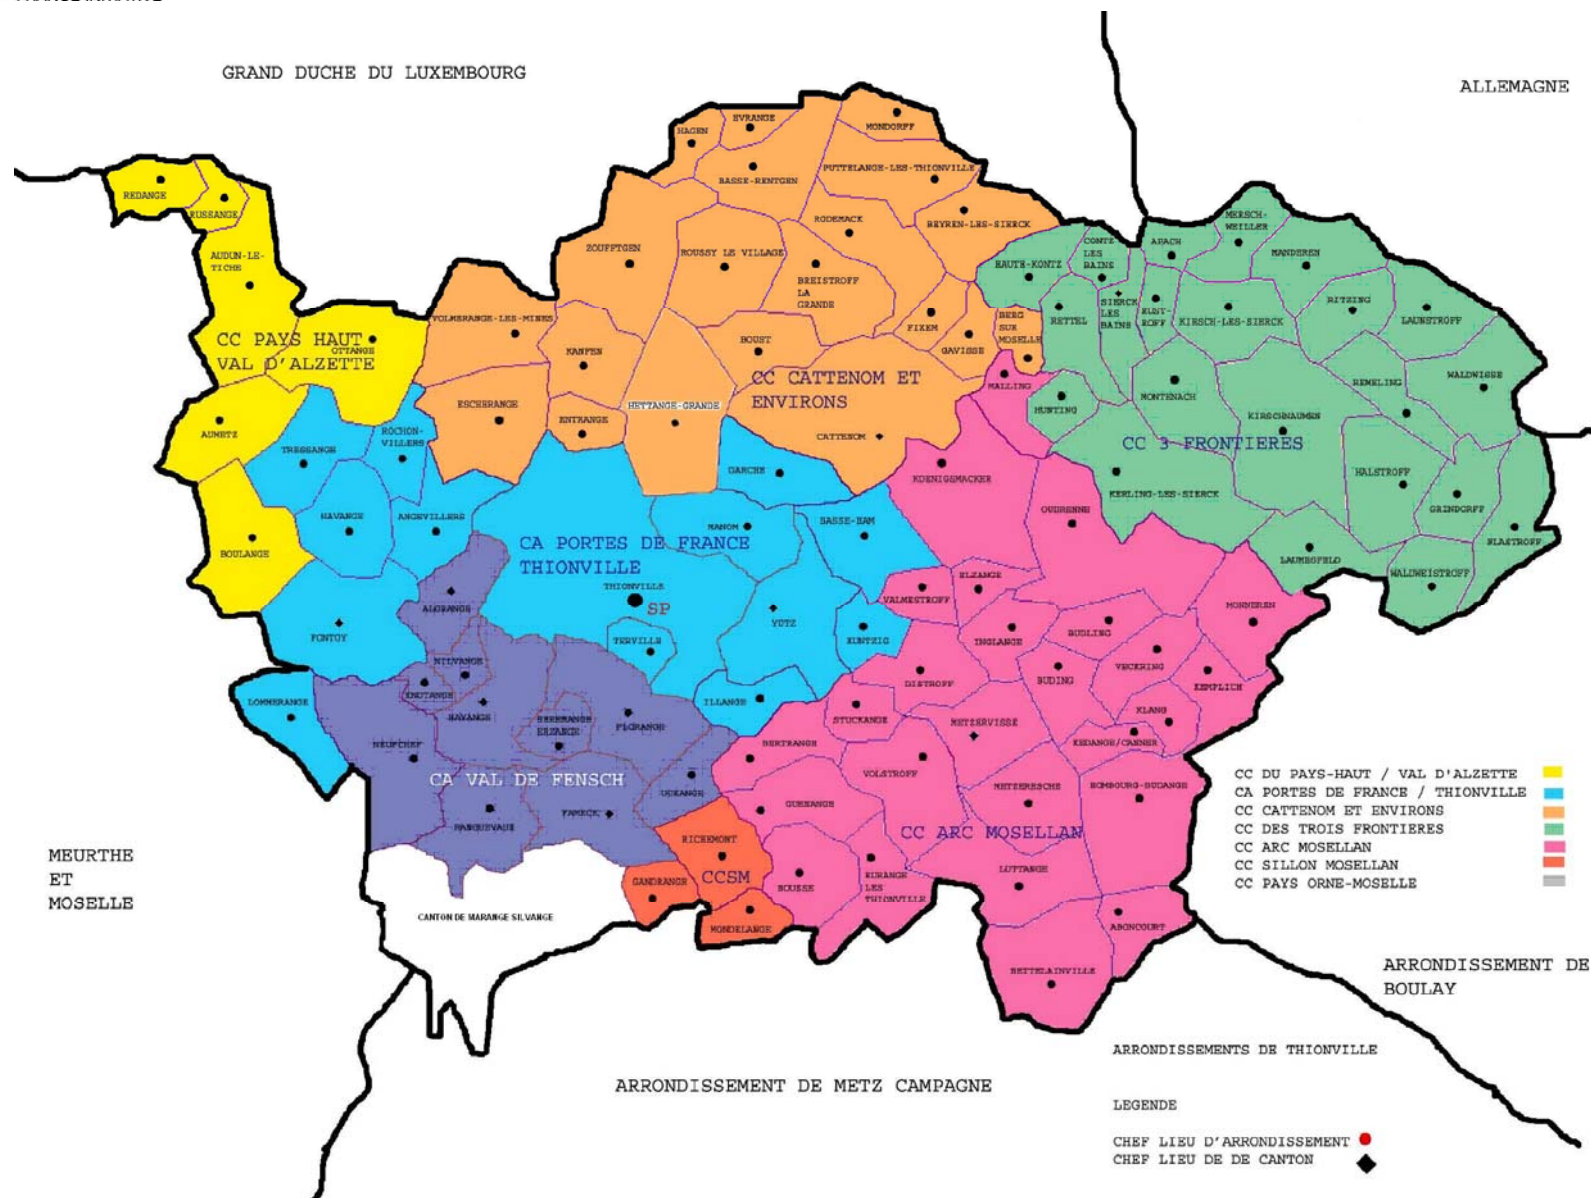 GRAND DUCHE DU LUXEMBOURG
ALLEMAGNE
MONDORFF
EVRANGE
HAGEN
PUTTELANGE-LES-THIONVILLE
BASSE-RENTGEN
REDANGE
RUSSANGE
RODEMACK
BEYREN-LES-SIERCK
MERSCH-
WEILLER
APACH
CONTZ
LES
BAINS
MANDEREN
AUDUN-LE-
TICHE
ZOUFFTGEN
ROUSSY LE VILLAGE
BREISTROFF
LA
GRANDE
HAUTE-KONTZ
RETTEL
SIERCK
LES
BAINS
RUST-
ROFF
KIRSCH-LES-SIERCK
RITZING
LAUNSTROFF
VOLMERANGE-LES-MINES
FIXEM
GAVISSE
BERG
SUR
MOSELLE
CC PAYS HAUT
VAL D'ALZETTE
OTTANGE
KANFEN
BOUST
MALLING
CC CATTENOM ET
ENVIRONS
HUNTING
MONTENACH
REMELING
WALDWISSE
ESCHERANGE
ENTRANGE
HETTANGE-GRANDE
CATTENOM
KIRSCHNAUMEN
CC 3 FRONTIERES
AUMETZ
ROCHON-
VILLERS
TRESSANGE
GARCHE
KOENIGSMACKER
KERLING-LES-SIERCK
HALSTROFF
GRINDORFF
HAVANGE
ANGEVILLERS
MANOM
BASSE-HAM
OUDRENNE
BOULANGE
CA PORTES DE FRANCE
THIONVILLE
FLASTROFF
LAUMESFELD
WALDWEISTROFF
THIONVILLE
SP
ALGRANGE
VALMESTROFF
ELZANGE
MONNEREN
FONTOY
TERVILLE
YUTZ
KUNTZIG
INGLANGE
BUDLING
NILVANGE
KNUTANGE
DISTROFF
BUDING
VECKRING
KEMPLICH
LOMMERANGE
HAYANGE
SEREMANGE
ERZANGE
FLORANGE
ILLANGE
STUCKANGE
METZERVISSE
KLANG
KEDANGE/CANNER
NEUFCHEF
BERTRANGE
VOLSTROFF
CA VAL DE FENSCH
UCKANGE
METZERESCHE
HOMBOURG-BUDANGE
RANGUEVAUX
FAMECK
GUENANGE
CC ARC MOSELLAN
RICHEMONT
CCSM
GANDRANGE
MONDELANGE
BOUSSE
RURANGE
LES
THIONVILLE
LUTTANGE
ABONCOURT
BETTELAINVILLE
CANTON DE MARANGE SILVANGE
MEURTHE
ET
MOSELLE
CC DU PAYS-HAUT / VAL D'ALZETTE
CA PORTES DE FRANCE / THIONVILLE
CC CATTENOM ET ENVIRONS
CC DES TROIS FRONTIERES
CC ARC MOSELLAN
CC SILLON MOSELLAN
CC PAYS ORNE-MOSELLE
ARRONDISSEMENT DE
BOULAY
ARRONDISSEMENT DE METZ CAMPAGNE
ARRONDISSEMENTS DE THIONVILLE
LEGENDE
CHEF LIEU D'ARRONDISSEMENT
CHEF LIEU DE DE CANTON